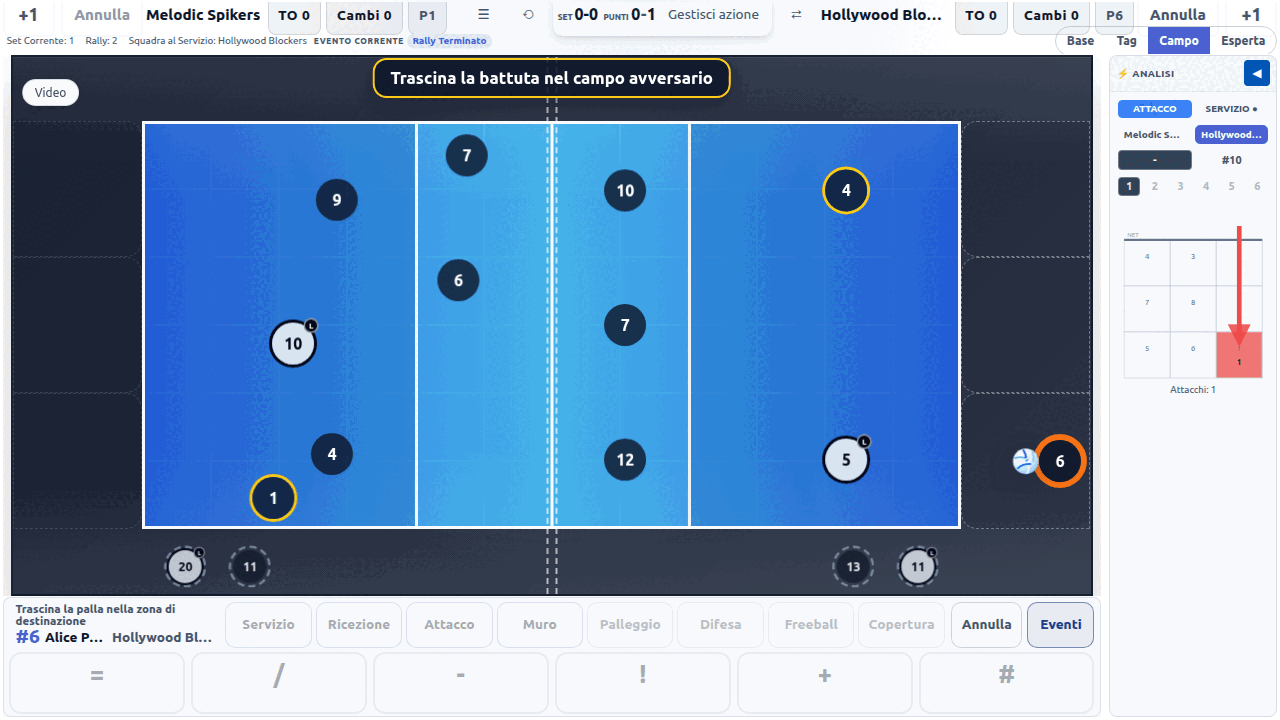 +1 Annulla Melodic Spikers TO 0 Cambi 0 P1 ☰ SET 0-0 PUNTI 0-1 Gestisci azione ⇄ Hollywood Blo... TO 0 Cambi 0 P6 Annulla +1
Set Corrente: 1 Rally: 2 Squadra al Servizio: Hollywood Blockers EVENTO CORRENTE Rally Terminato
Base Tag Campo Esperta
Trascina la battuta nel campo avversario
Video
7
9
10
4
6
7
10 L
4
12
5 L
6
1
20 L
11
13
11 L
⚡ ANALISI ◀
ATTACCO SERVIZIO ●
Melodic S... Hollywood...
- #10
1 2 3 4 5 6
NET
4 3
7 8
5 6
1
Attacchi: 1
Trascina la palla nella zona di
destinazione
#6 Alice P... Hollywood Bl...
Servizio Ricezione Attacco Muro Palleggio Difesa Freeball Copertura Annulla Eventi
= / - ! + #